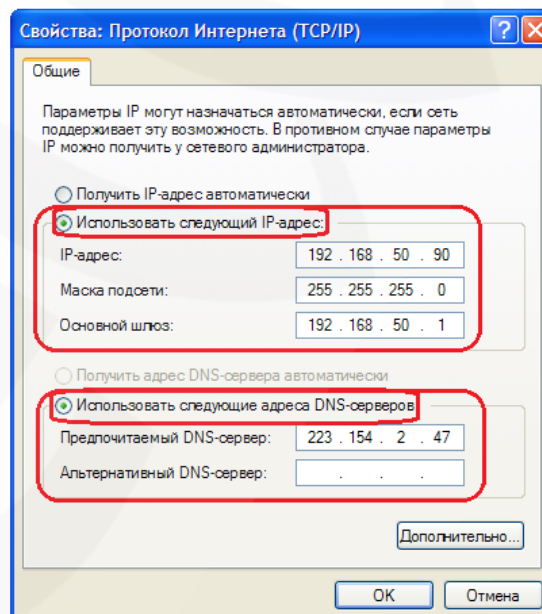 Свойства: Протокол Интернета (TCP/IP)
Общие
Параметры IP могут назначаться автоматически, если сеть
поддерживает эту возможность. В противном случае параметры
IP можно получить у сетевого администратора.
Получить IP-адрес автоматически
Использовать следующий IP-адрес:
IP-адрес: 192 . 168 . 50 . 90
Маска подсети: 255 . 255 . 255 . 0
Основной шлюз: 192 . 168 . 50 . 1
Получить адрес DNS-сервера автоматически
Использовать следующие адреса DNS-серверов
Предпочитаемый DNS-сервер: 223 . 154 . 2 . 47
Альтернативный DNS-сервер: . . .
Дополнительно...
OK Отмена